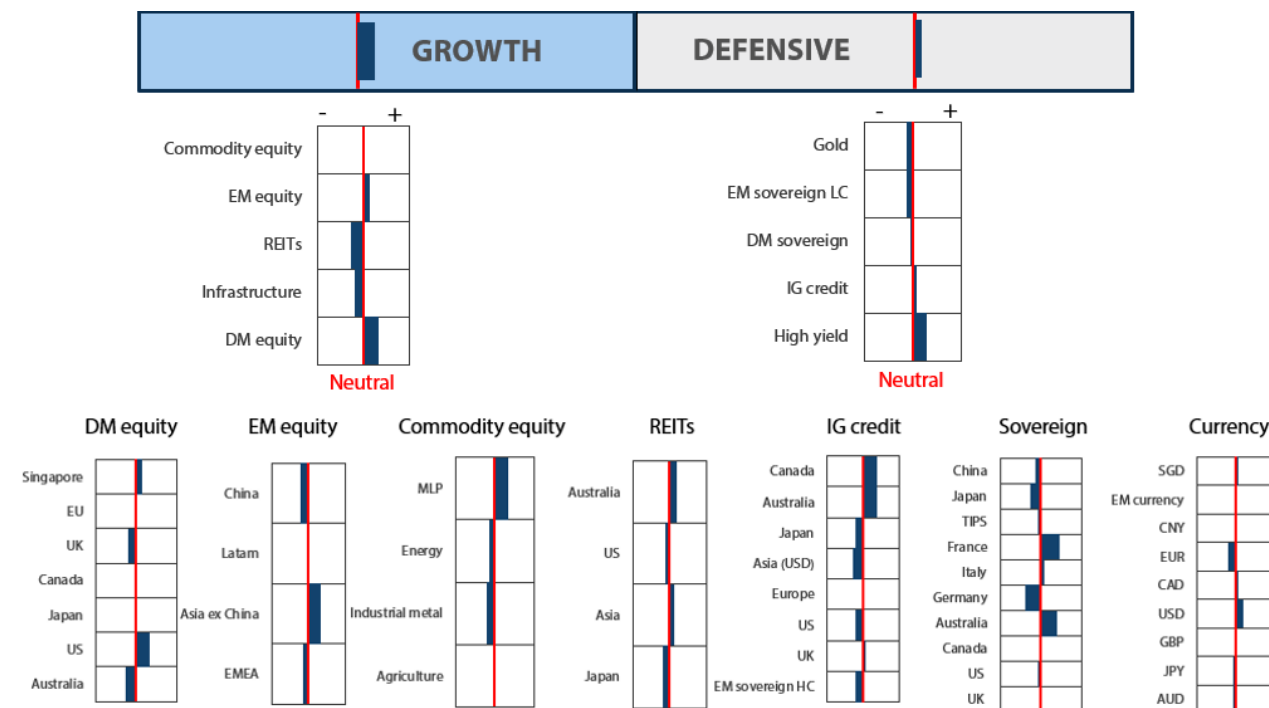 GROWTH DEFENSIVE
- +
Commodity equity
EM equity
REITs
Infrastructure
DM equity
Neutral
- +
Gold
EM sovereign LC
DM sovereign
IG credit
High yield
Neutral
DM equity
Singapore
EU
UK
Canada
Japan
US
Australia
EM equity
China
Latam
Asia ex China
EMEA
Commodity equity
MLP
Energy
Industrial metal
Agriculture
REITs
Australia
US
Asia
Japan
IG credit
Canada
Australia
Japan
Asia (USD)
Europe
US
UK
EM sovereign HC
Sovereign
China
Japan
TIPS
France
Italy
Germany
Australia
Canada
US
UK
Currency
SGD
EM currency
CNY
EUR
CAD
USD
GBP
JPY
AUD